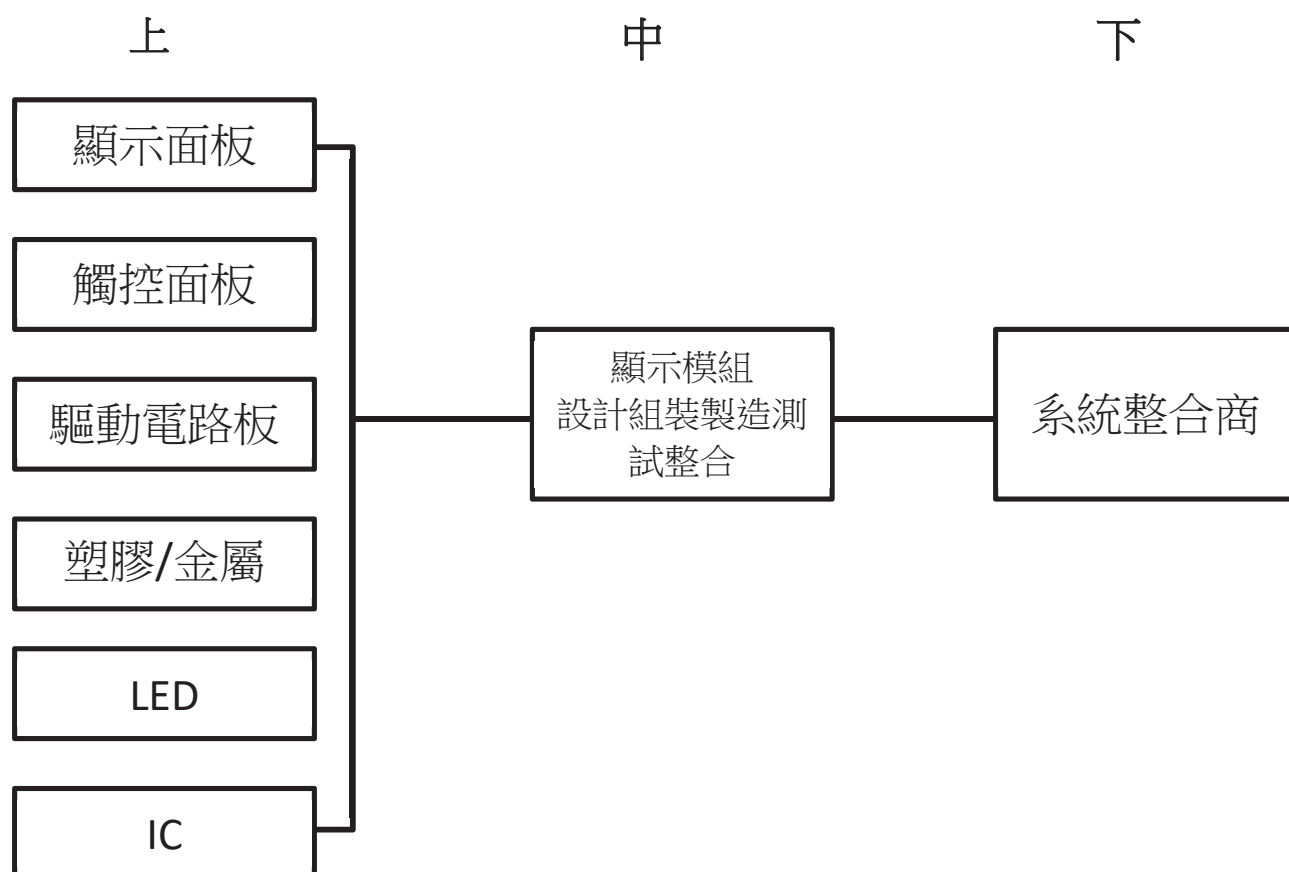 上
中
下
顯示面板
觸控面板
驅動電路板
塑膠/金屬
LED
IC
顯示模組
設計組裝製造測
試整合
系統整合商